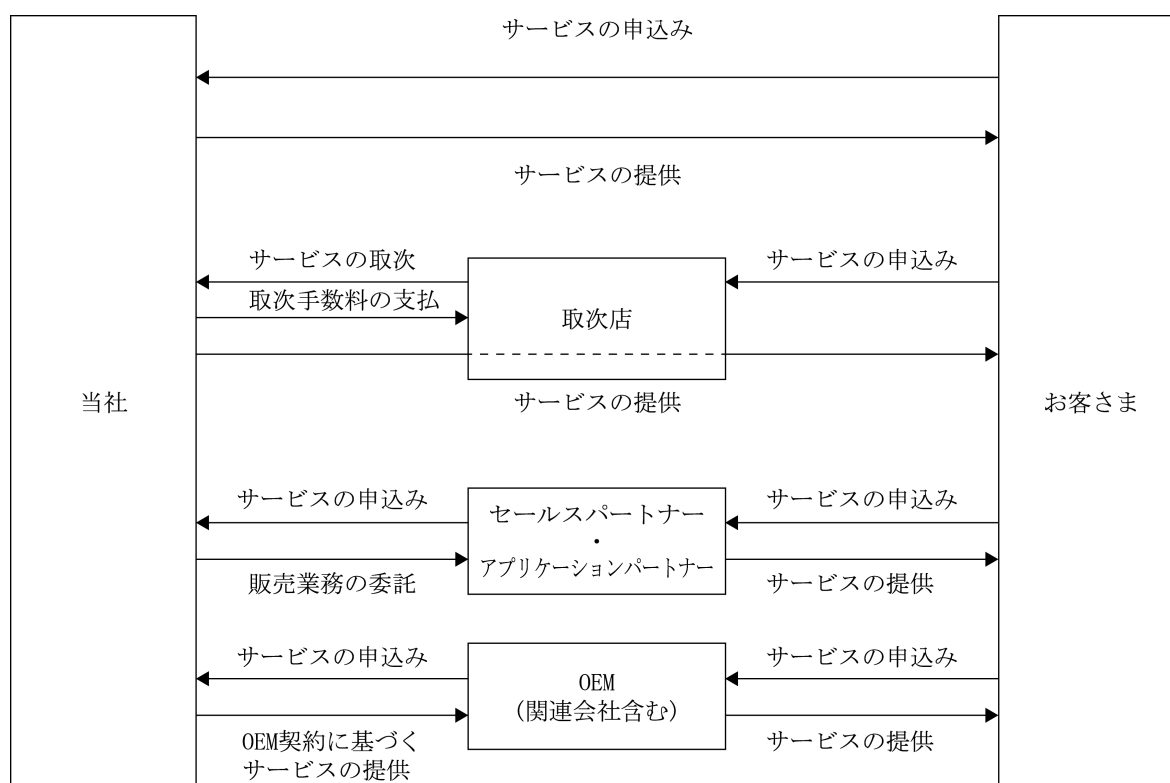 サービスの申込み
サービスの提供
サービスの取次
サービスの申込み
取次手数料の支払
取次店
サービスの提供
当社
お客さま
サービスの申込み
サービスの申込み
セールスパートナー
・
アプリケーションパートナー
販売業務の委託
サービスの提供
サービスの申込み
サービスの申込み
OEM
(関連会社含む)
OEM契約に基づく
サービスの提供
サービスの提供